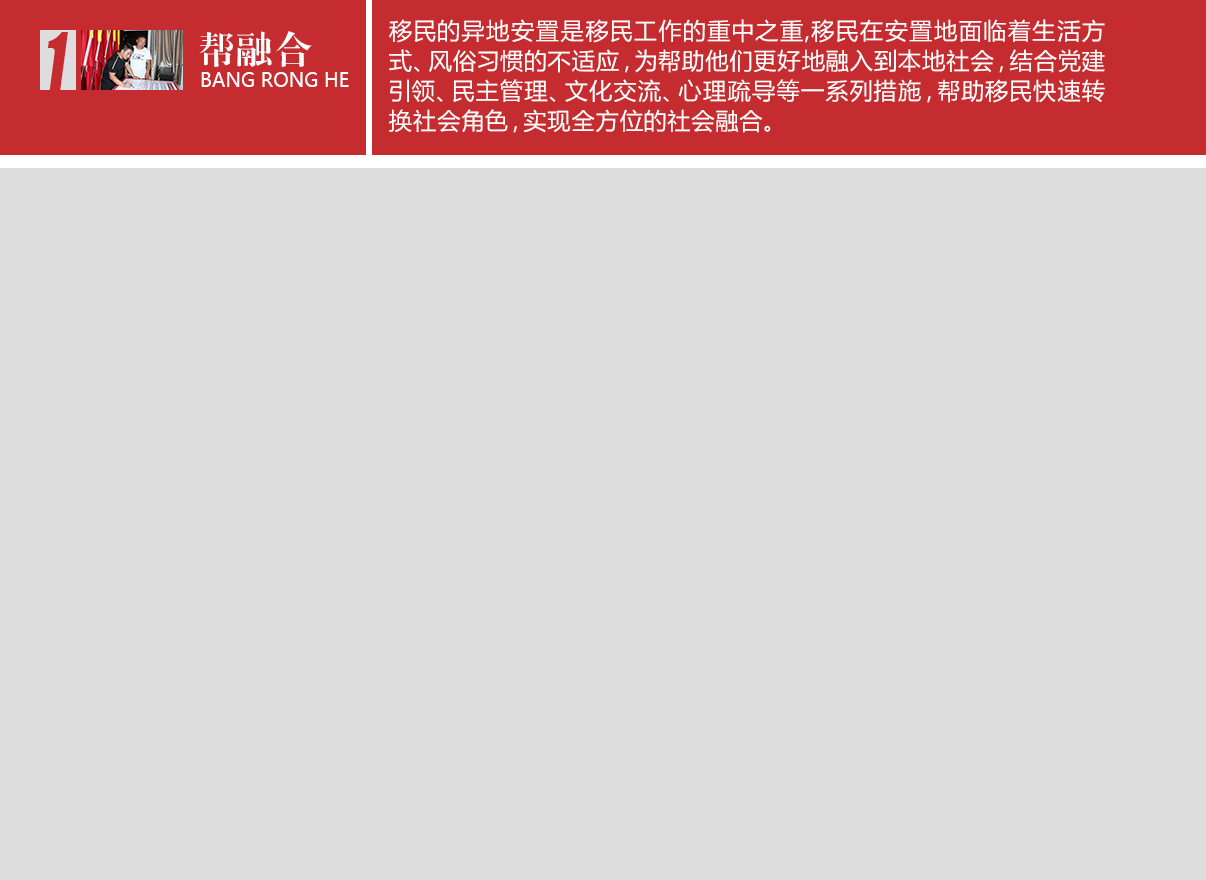 1
帮融合
BANG RONG HE
移民的异地安置是移民工作的重中之重,移民在安置地面临着生活方
式、风俗习惯的不适应,为帮助他们更好地融入到本地社会,结合党建
引领、民主管理、文化交流、心理疏导等一系列措施,帮助移民快速转
换社会角色,实现全方位的社会融合。